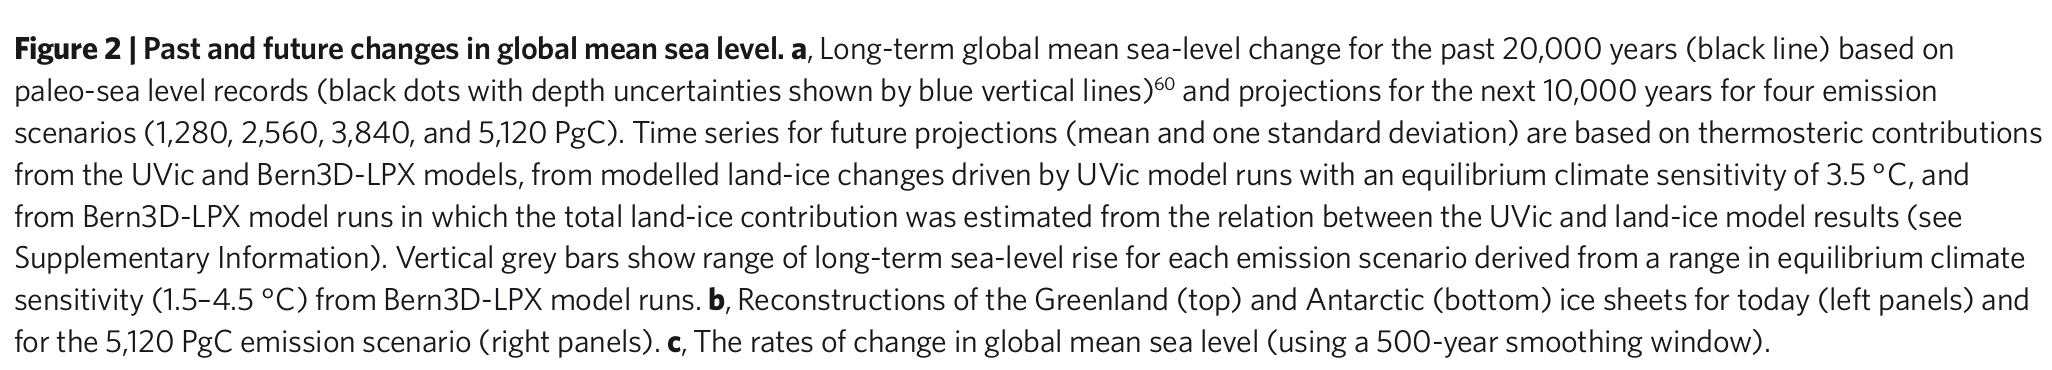 Figure 2 | Past and future changes in global mean sea level. a, Long-term global mean sea-level change for the past 20,000 years (black line) based on
paleo-sea level records (black dots with depth uncertainties shown by blue vertical lines)60 and projections for the next 10,000 years for four emission
scenarios (1,280, 2,560, 3,840, and 5,120 PgC). Time series for future projections (mean and one standard deviation) are based on thermosteric contributions
from the UVic and Bern3D-LPX models, from modelled land-ice changes driven by UVic model runs with an equilibrium climate sensitivity of 3.5 °C, and
from Bern3D-LPX model runs in which the total land-ice contribution was estimated from the relation between the UVic and land-ice model results (see
Supplementary Information). Vertical grey bars show range of long-term sea-level rise for each emission scenario derived from a range in equilibrium climate
sensitivity (1.5–4.5 °C) from Bern3D-LPX model runs. b, Reconstructions of the Greenland (top) and Antarctic (bottom) ice sheets for today (left panels) and
for the 5,120 PgC emission scenario (right panels). c, The rates of change in global mean sea level (using a 500-year smoothing window).